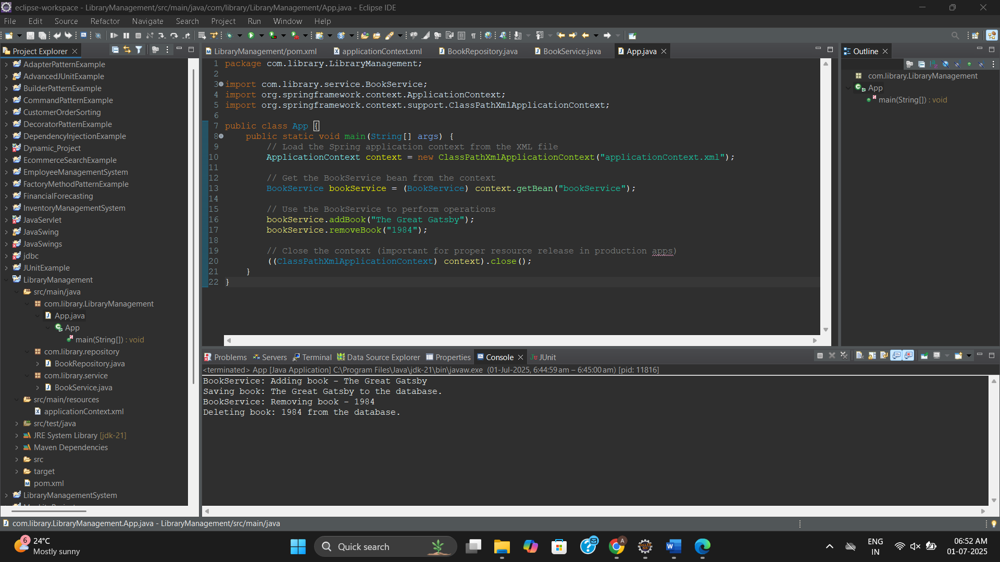 eclipse-workspace - LibraryManagement/src/main/java/com/library/LibraryManagement/App.java - Eclipse IDE
File Edit Source Refactor Navigate Search Project Run Window Help
Project Explorer
AdapterPatternExample
AdvancedJUnitExample
BuilderPatternExample
CommandPatternExample
CustomerOrderSorting
DecoratorPatternExample
DependencyInjectionExample
Dynamic_Project
EcommerceSearchExample
EmployeeManagementSystem
FactoryMethodPatternExample
FinancialForecasting
InventoryManagementSystem
JavaServlet
JavaSwing
JavaSwings
jdbc
JUnitExample
LibraryManagement
src/main/java
com.library.LibraryManagement
App.java
App
main(String[]) : void
com.library.repository
BookRepository.java
com.library.service
BookService.java
src/main/resources
applicationContext.xml
src/test/java
JRE System Library [jdk-21]
Maven Dependencies
src
target
pom.xml
LibraryManagementSystem
LibraryManagement/pom.xml applicationContext.xml BookRepository.java BookService.java App.java
1 package com.library.LibraryManagement;
2
3 import com.library.service.BookService;
4 import org.springframework.context.ApplicationContext;
5 import org.springframework.context.support.ClassPathXmlApplicationContext;
6
7 public class App {
8 public static void main(String[] args) {
9 // Load the Spring application context from the XML file
10 ApplicationContext context = new ClassPathXmlApplicationContext("applicationContext.xml");
11
12 // Get the BookService bean from the context
13 BookService bookService = (BookService) context.getBean("bookService");
14
15 // Use the BookService to perform operations
16 bookService.addBook("The Great Gatsby");
17 bookService.removeBook("1984");
18
19 // Close the context (important for proper resource release in production apps)
20 ((ClassPathXmlApplicationContext) context).close();
21 }
22 }
Outline
com.library.LibraryManagement
App
main(String[]) : void
Problems Servers Terminal Data Source Explorer Properties Console JUnit
<terminated> App [Java Application] C:\Program Files\Java\jdk-21\bin\javaw.exe (01-Jul-2025, 6:44:59 am – 6:45:00 am) [pid: 11816]
BookService: Adding book - The Great Gatsby
Saving book: The Great Gatsby to the database.
BookService: Removing book - 1984
Deleting book: 1984 from the database.
com.library.LibraryManagement.App.java - LibraryManagement/src/main/java
6
24°C
Mostly sunny
Quick search
ENG
IN
06:52 AM
01-07-2025